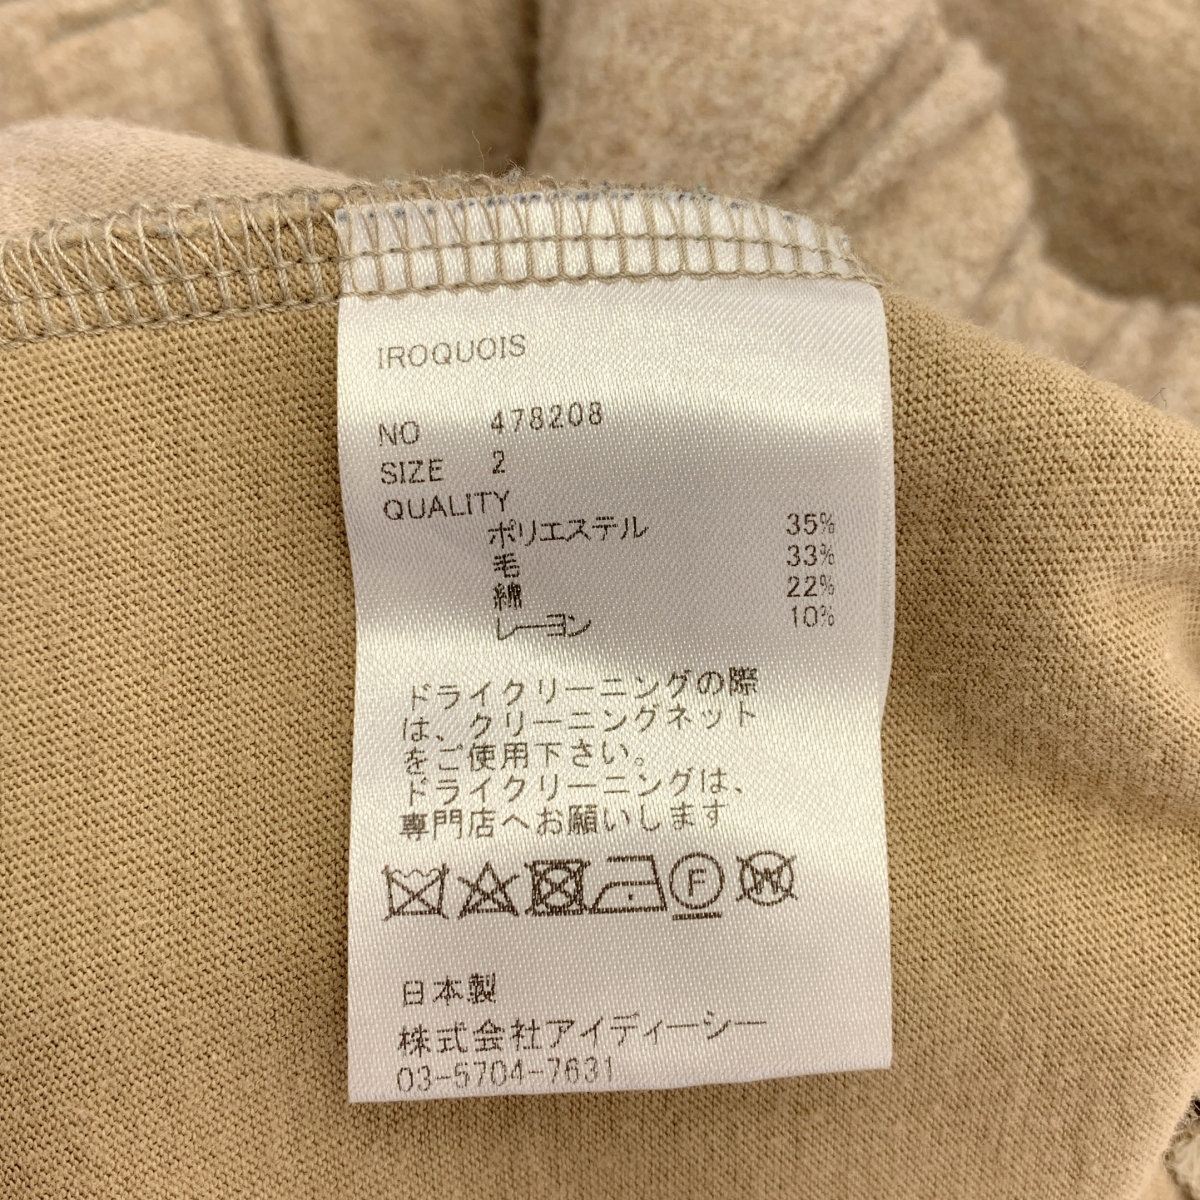 IROQUOIS
NO 478208
SIZE 2
QUALITY
ポリエステル 35%
毛 33%
綿 22%
レーヨン 10%
ドライクリーニングの際
は、クリーニングネット
をご使用下さい。
ドライクリーニングは、
専門店へお願いします
F W
日本製
株式会社アイディーシー
03-5704-7631